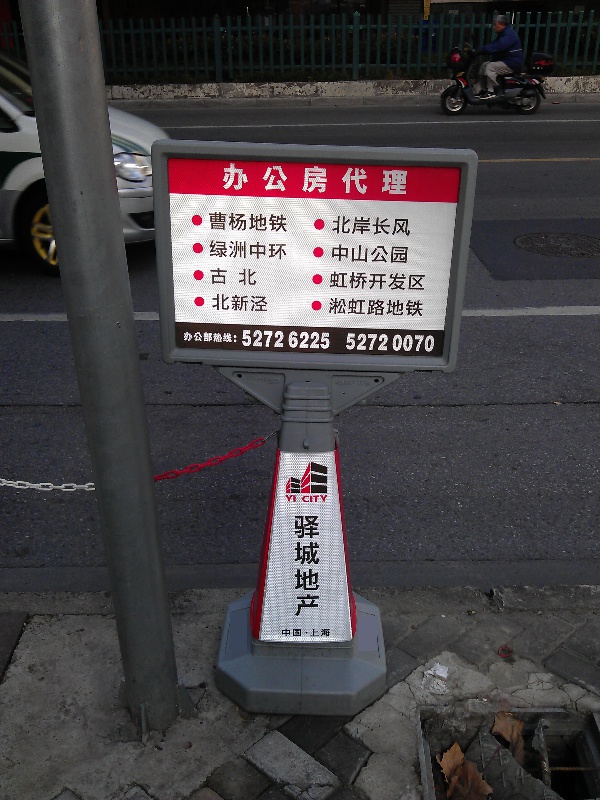 办公房代理
●曹杨地铁 ●北岸长风
●绿洲中环 ●中山公园
●古北 ●虹桥开发区
●北新泾 ●淞虹路地铁
办公部热线：5272 6225 5272 0070
YI CITY
驿城地产
中国·上海